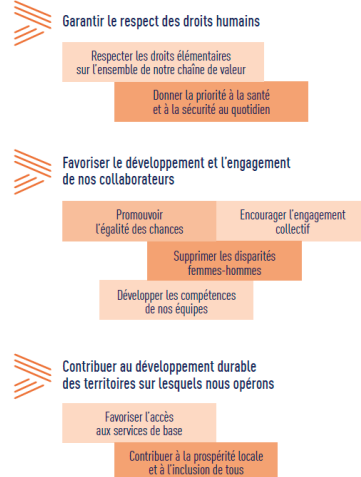 Garantir le respect des droits humains
Respecter les droits élémentaires
sur l'ensemble de notre chaîne de valeur
Donner la priorité à la santé
et à la sécurité au quotidien
Favoriser le développement et l'engagement
de nos collaborateurs
Promouvoir
l'égalité des chances
Encourager l'engagement
collectif
Supprimer les disparités
femmes-hommes
Développer les compétences
de nos équipes
Contribuer au développement durable
des territoires sur lesquels nous opérons
Favoriser l'accès
aux services de base
Contribuer à la prospérité locale
et à l'inclusion de tous